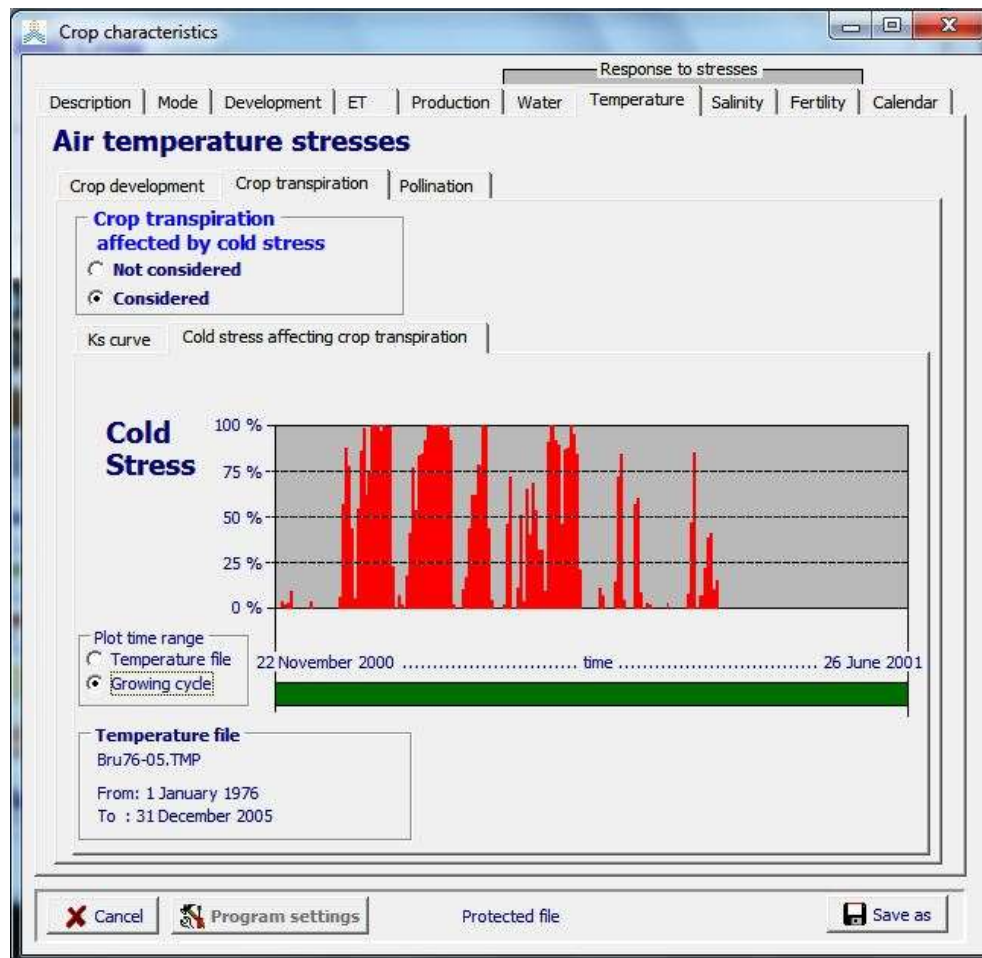 Crop characteristics
Response to stresses
Description Mode Development ET Production Water Temperature Salinity Fertility Calendar
Air temperature stresses
Crop development Crop transpiration Pollination
Crop transpiration
affected by cold stress
Not considered
Considered
Ks curve Cold stress affecting crop transpiration
Cold
Stress
100 %
75 %
50 %
25 %
0 %
Plot time range
Temperature file
Growing cycle
22 November 2000 ............................ time ................................ 26 June 2001
Temperature file
Bru76-05.TMP
From: 1 January 1976
To : 31 December 2005
Cancel Program settings Protected file Save as